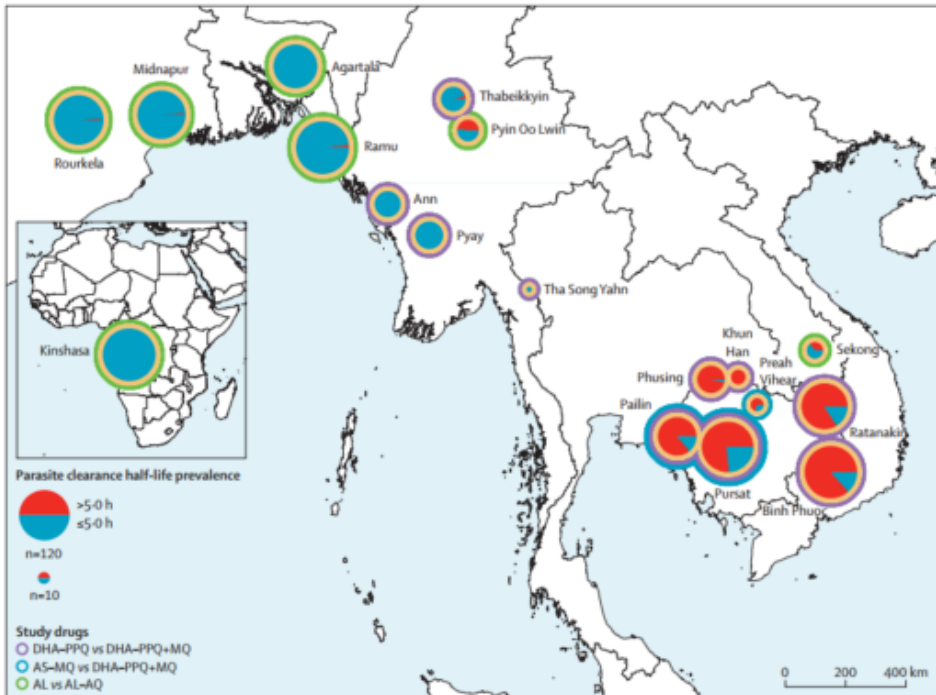 Midnapur
Agartala
Rourkela
Ramu
Thabeikkyin
Pyin Oo Lwin
Ann
Pyay
Tha Song Yahn
Kinshasa
Khun
Han
Preah
Vihear
Sekong
Phusing
Pailin
Ratanakiri
Pursat
Binh Phuoc
Parasite clearance half-life prevalence
>5·0 h
≤5·0 h
n=120
n=10
Study drugs
DHA–PPQ vs DHA–PPQ+MQ
AS–MQ vs DHA–PPQ+MQ
AL vs AL–AQ
0 200 400 km